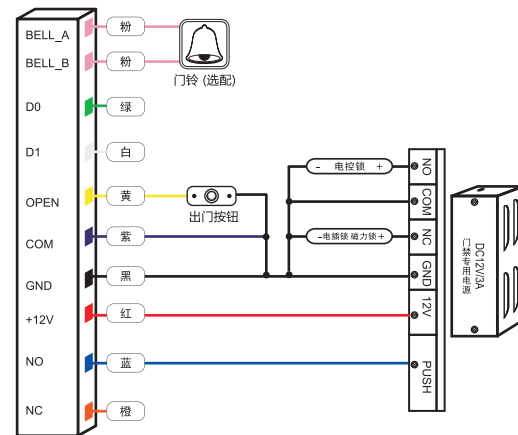 BELL_A 粉
BELL_B 粉
门铃 (选配)
D0 绿
D1 白
OPEN 黄
出门按钮
COM 紫
GND 黑
+12V 红
NO 蓝
NC 橙
- 电控锁 +
-电插锁 磁力锁+
NO
COM
NC
GND
12V
PUSH
DC12V/3A
门禁专用电源